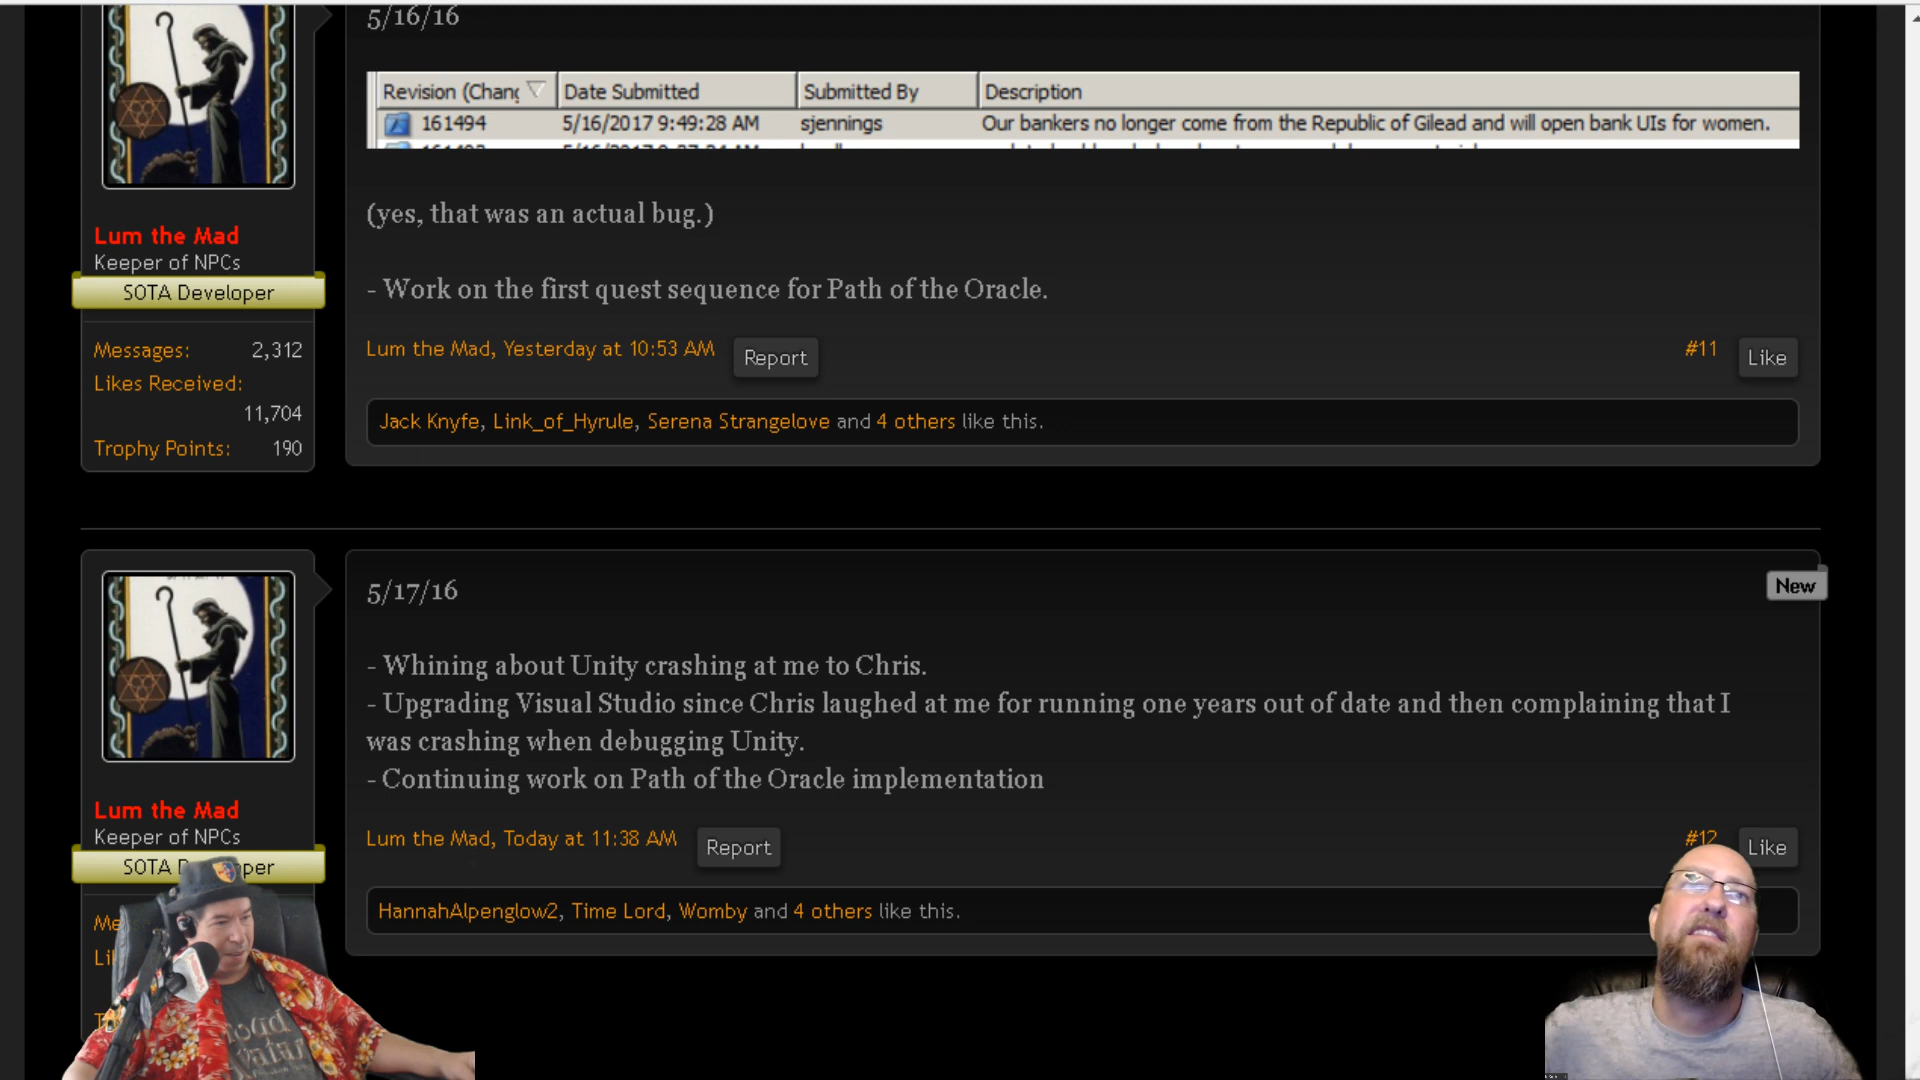 5/16/16
Revision (Chang Date Submitted Submitted By Description
161494 5/16/2017 9:49:28 AM sjennings Our bankers no longer come from the Republic of Gilead and will open bank UIs for women.
(yes, that was an actual bug.)
Lum the Mad
Keeper of NPCs
SOTA Developer
- Work on the first quest sequence for Path of the Oracle.
Messages: 2,312
Likes Received:
11,704
Trophy Points: 190
Lum the Mad, Yesterday at 10:53 AM Report #11 Like
Jack Knyfe, Link_of_Hyrule, Serena Strangelove and 4 others like this.
5/17/16
New
- Whining about Unity crashing at me to Chris.
- Upgrading Visual Studio since Chris laughed at me for running one years out of date and then complaining that I
was crashing when debugging Unity.
- Continuing work on Path of the Oracle implementation
Lum the Mad
Keeper of NPCs
SOTA D per
Me
Li
Lum the Mad, Today at 11:38 AM Report #12 Like
HannahAlpenglow2, Time Lord, Womby and 4 others like this.